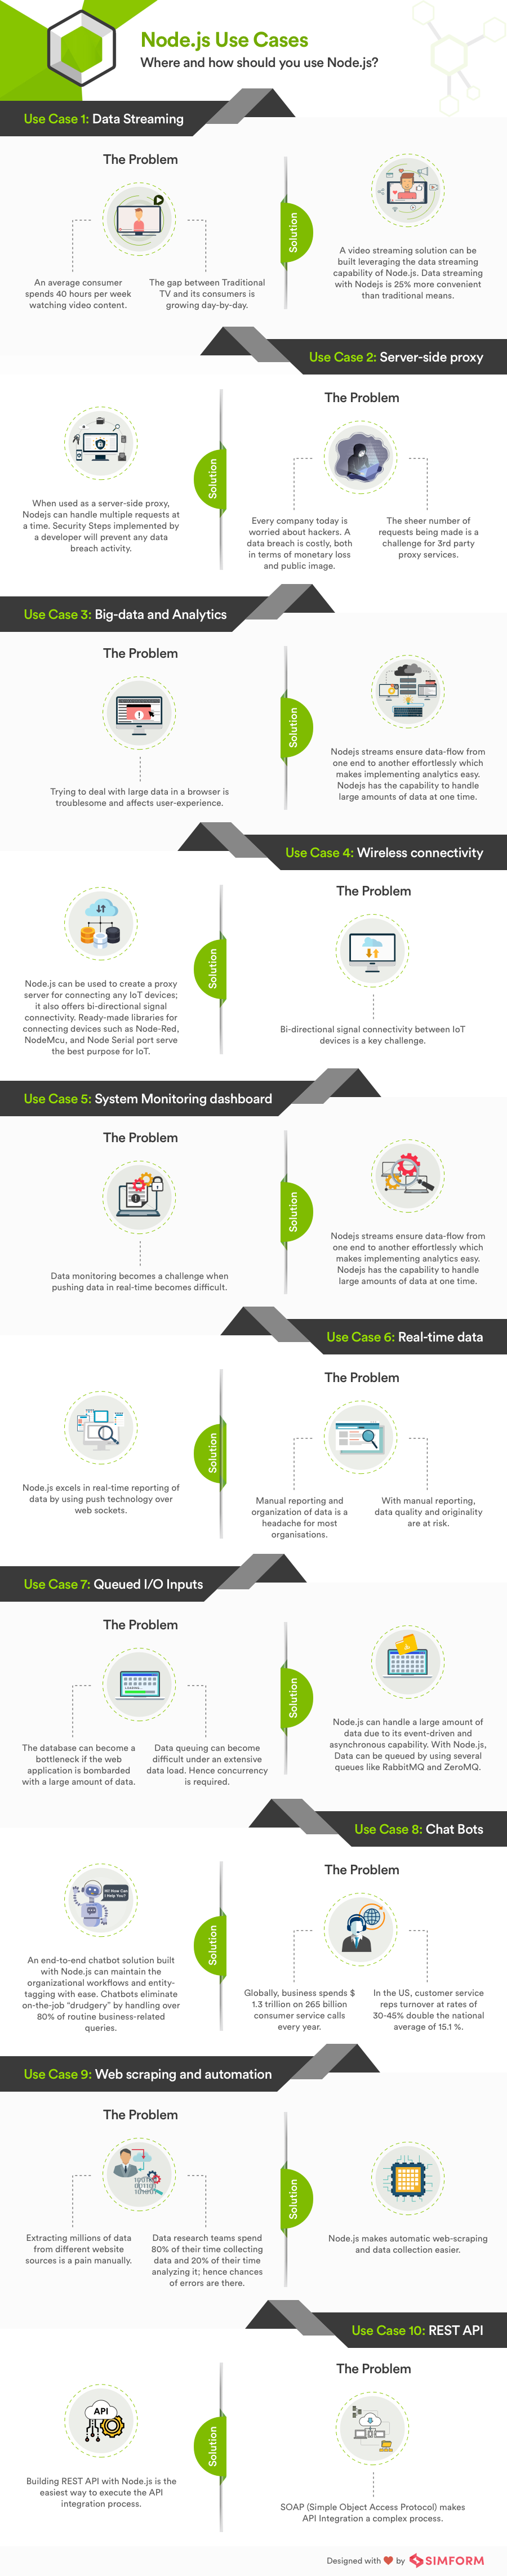 Node.js Use Cases
Where and how should you use Node.js?
Use Case 1: Data Streaming
The Problem
An average consumer
spends 40 hours per week
watching video content.
The gap between Traditional
TV and its consumers is
growing day-by-day.
Solution
A video streaming solution can be
built leveraging the data streaming
capability of Node.js. Data streaming
with Nodejs is 25% more convenient
than traditional means.
Use Case 2: Server-side proxy
When used as a server-side proxy,
Nodejs can handle multiple requests at
a time. Security Steps implemented by
a developer will prevent any data
breach activity.
Solution
The Problem
Every company today is
worried about hackers. A
data breach is costly, both
in terms of monetary loss
and public image.
The sheer number of
requests being made is a
challenge for 3rd party
proxy services.
Use Case 3: Big-data and Analytics
The Problem
Trying to deal with large data in a browser is
troublesome and affects user-experience.
Solution
Nodejs streams ensure data-flow from
one end to another effortlessly which
makes implementing analytics easy.
Nodejs has the capability to handle
large amounts of data at one time.
Use Case 4: Wireless connectivity
Node.js can be used to create a proxy
server for connecting any IoT devices;
it also offers bi-directional signal
connectivity. Ready-made libraries for
connecting devices such as Node-Red,
NodeMcu, and Node Serial port serve
the best purpose for IoT.
Solution
The Problem
Bi-directional signal connectivity between IoT
devices is a key challenge.
Use Case 5: System Monitoring dashboard
The Problem
Data monitoring becomes a challenge when
pushing data in real-time becomes difficult.
Solution
Nodejs streams ensure data-flow from
one end to another effortlessly which
makes implementing analytics easy.
Nodejs has the capability to handle
large amounts of data at one time.
Use Case 6: Real-time data
Node.js excels in real-time reporting of
data by using push technology over
web sockets.
Solution
The Problem
Manual reporting and
organization of data is a
headache for most
organisations.
With manual reporting,
data quality and originality
are at risk.
Use Case 7: Queued I/O Inputs
The Problem
LOADING...
The database can become a
bottleneck if the web
application is bombarded
with a large amount of data.
Data queuing can become
difficult under an extensive
data load. Hence concurrency
is required.
Solution
Node.js can handle a large amount of
data due to its event-driven and
asynchronous capability. With Node.js,
Data can be queued by using several
queues like RabbitMQ and ZeroMQ.
Use Case 8: Chat Bots
Hi! How Can
I Help You?
An end-to-end chatbot solution built
with Node.js can maintain the
organizational workflows and entity-
tagging with ease. Chatbots eliminate
on-the-job “drudgery” by handling over
80% of routine business-related
queries.
Solution
The Problem
Globally, business spends $
1.3 trillion on 265 billion
consumer service calls
every year.
In the US, customer service
reps turnover at rates of
30-45% double the national
average of 15.1 %.
Use Case 9: Web scraping and automation
The Problem
Extracting millions of data
from different website
sources is a pain manually.
Data research teams spend
80% of their time collecting
data and 20% of their time
analyzing it; hence chances
of errors are there.
Solution
Node.js makes automatic web-scraping
and data collection easier.
Use Case 10: REST API
API
Building REST API with Node.js is the
easiest way to execute the API
integration process.
Solution
The Problem
SOAP (Simple Object Access Protocol) makes
API Integration a complex process.
Designed with by SIMFORM